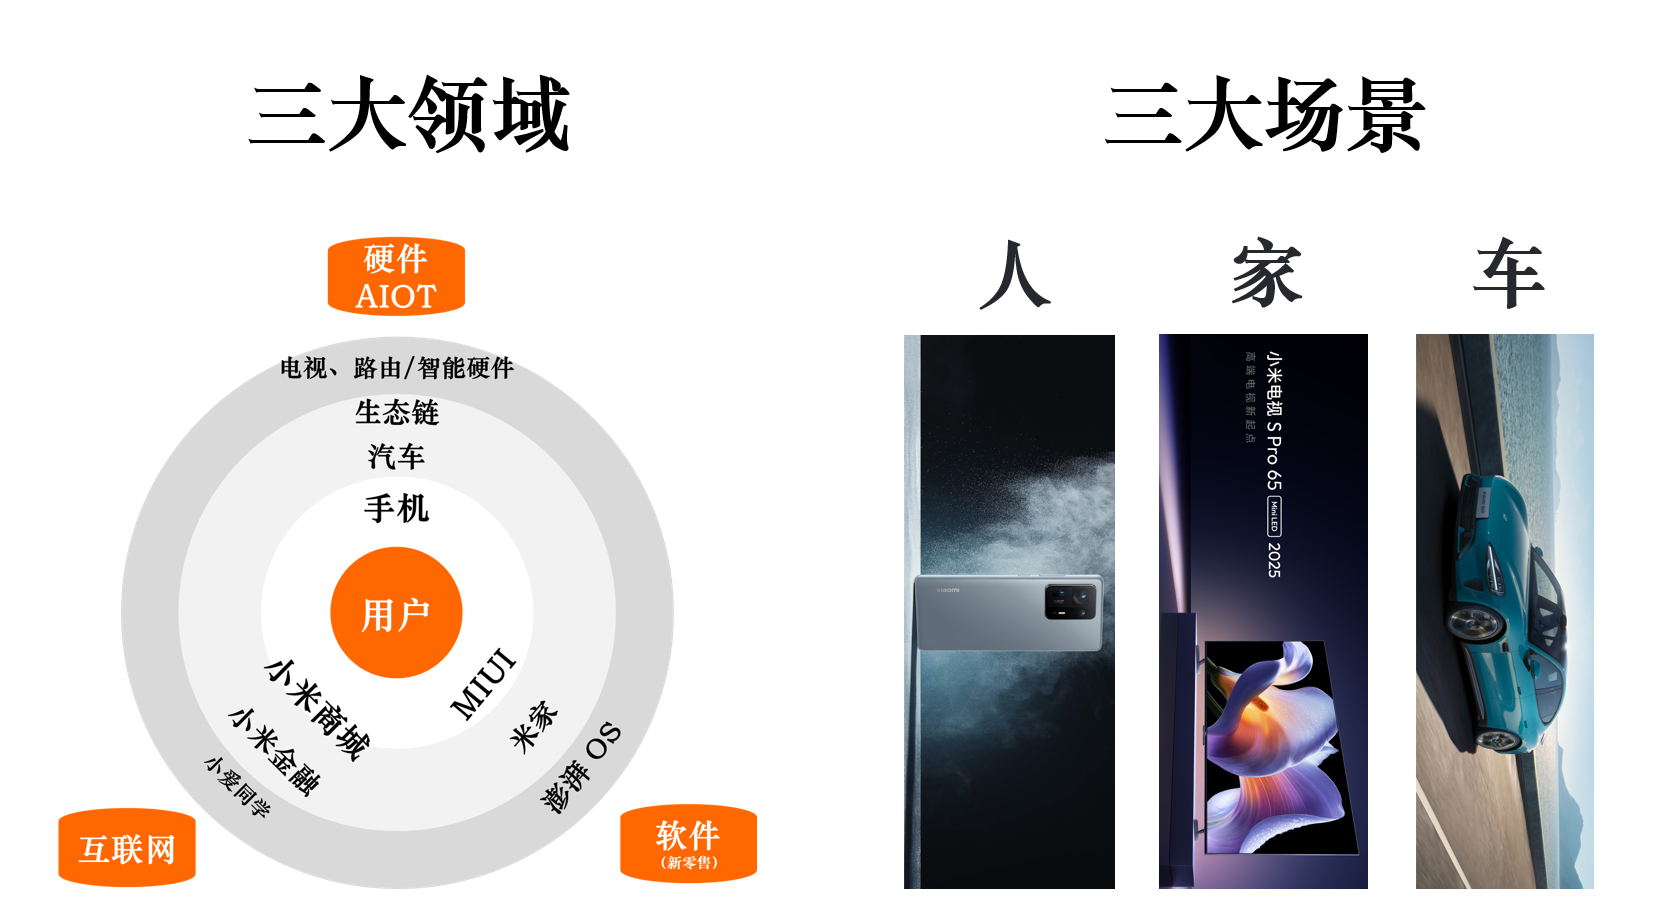 三大领域
硬件
AIOT
电视、路由/智能硬件
生态链
汽车
手机
用户
小米商城
小米金融
小爱同学
MIUI
米家
澎湃 OS
互联网
软件
（新零售）
三大场景
人
家
车
xiaomi
小米电视 S Pro 65 Mini LED 2025
高端电视新起点